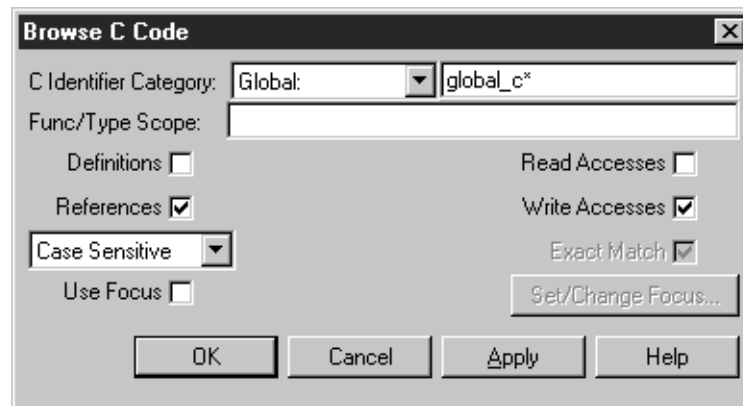 Browse C Code
C Identifier Category: Global: global_c*
Func/Type Scope:
Definitions Read Accesses
References Write Accesses
Case Sensitive Exact Match
Use Focus Set/Change Focus...
OK Cancel Apply Help